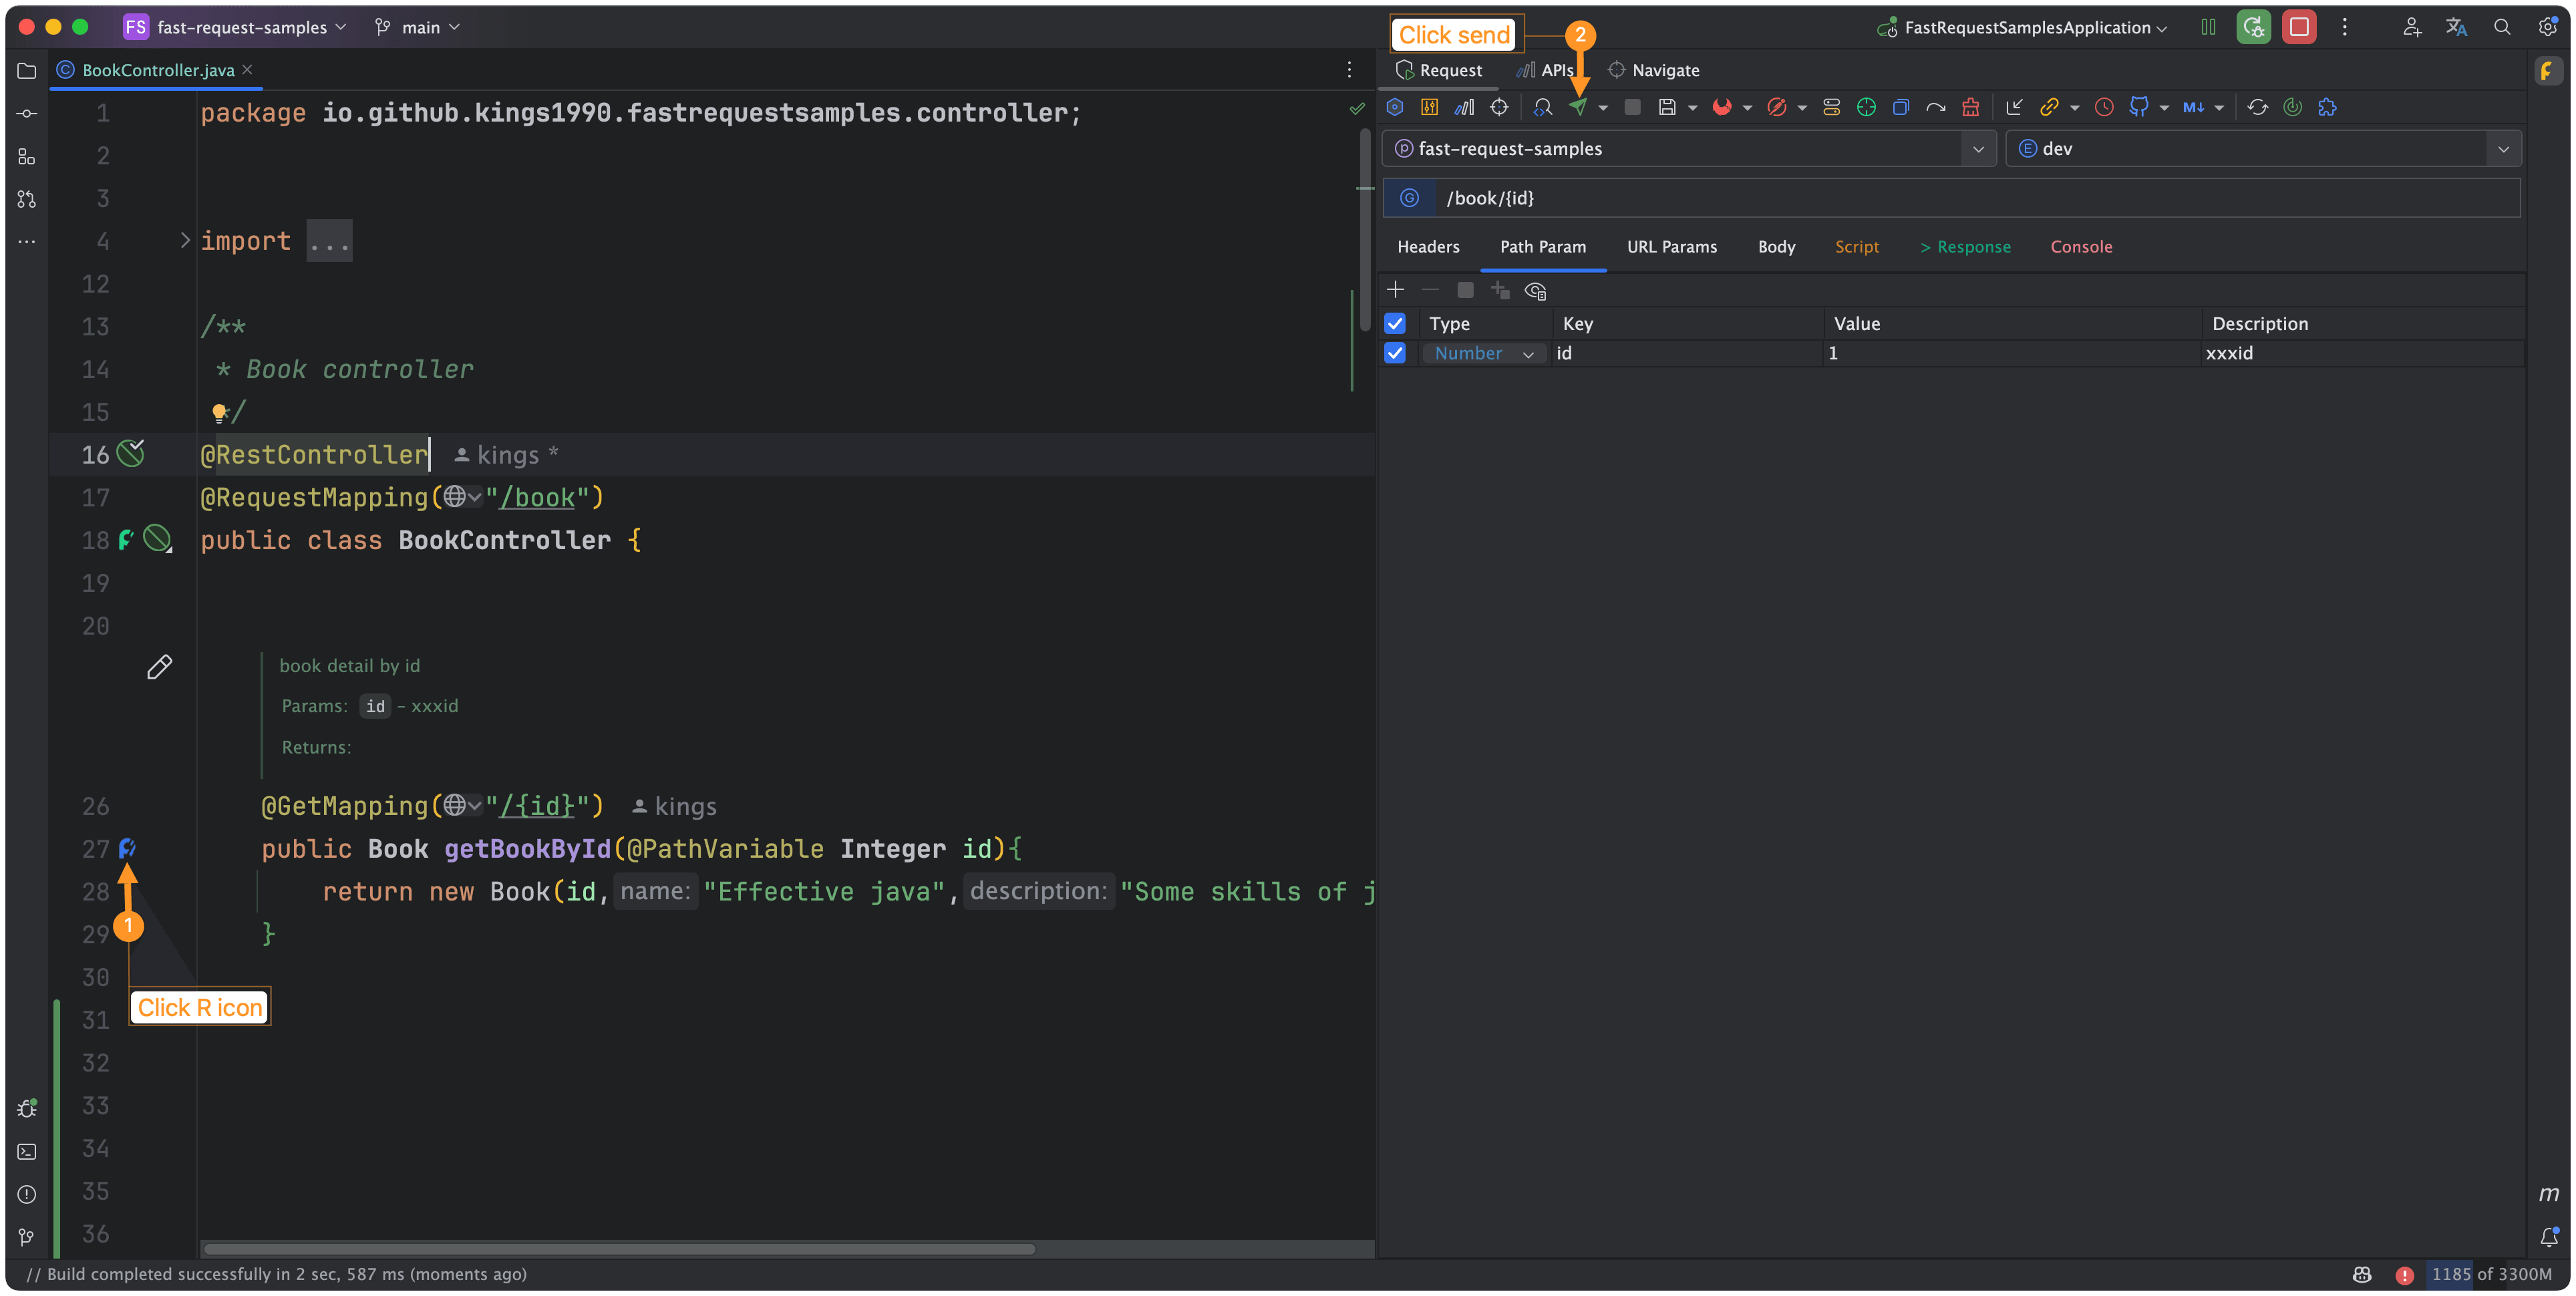 FS fast-request-samples main FastRequestSamplesApplication
Click send 2
BookController.java
Request APIs Navigate
M↓
fast-request-samples dev
/book/{id}
Headers Path Param URL Params Body Script > Response Console
Type Key Value Description
Number id 1 xxxid
1 package io.github.kings1990.fastrequestsamples.controller;
2
3
4 import ...
12
13 /**
14 * Book controller
15 */
16 @RestController kings *
17 @RequestMapping("/book")
18 public class BookController {
19
20
book detail by id
Params: id – xxxid
Returns:
26 @GetMapping("/{id}") kings
27 public Book getBookById(@PathVariable Integer id){
28 return new Book(id, name: "Effective java", description: "Some skills of j
29 }
1
30
Click R icon
31
32
33
34
35
36
m
// Build completed successfully in 2 sec, 587 ms (moments ago) 1185 of 3300M